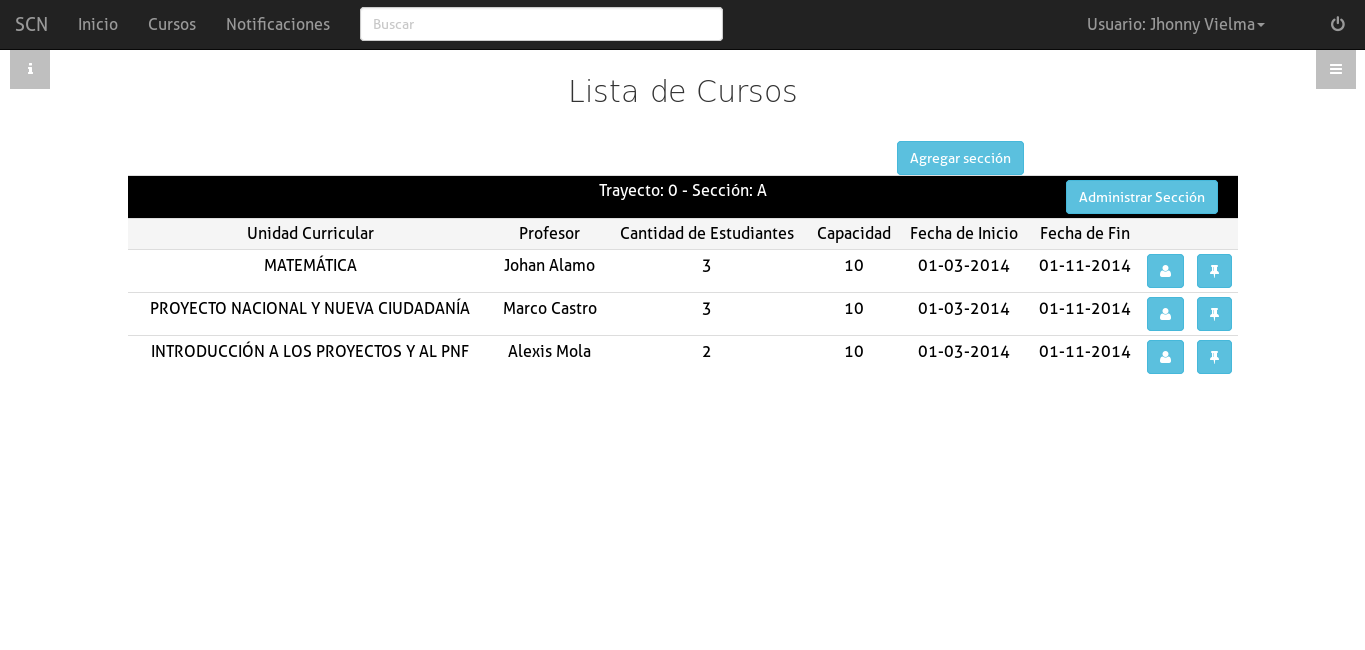 SCN Inicio Cursos Notificaciones Buscar Usuario: Jhonny Vielma
Lista de Cursos
Agregar sección
Trayecto: 0 - Sección: A Administrar Sección
Unidad Curricular Profesor Cantidad de Estudiantes Capacidad Fecha de Inicio Fecha de Fin
MATEMÁTICA Johan Alamo 3 10 01-03-2014 01-11-2014
PROYECTO NACIONAL Y NUEVA CIUDADANÍA Marco Castro 3 10 01-03-2014 01-11-2014
INTRODUCCIÓN A LOS PROYECTOS Y AL PNF Alexis Mola 2 10 01-03-2014 01-11-2014